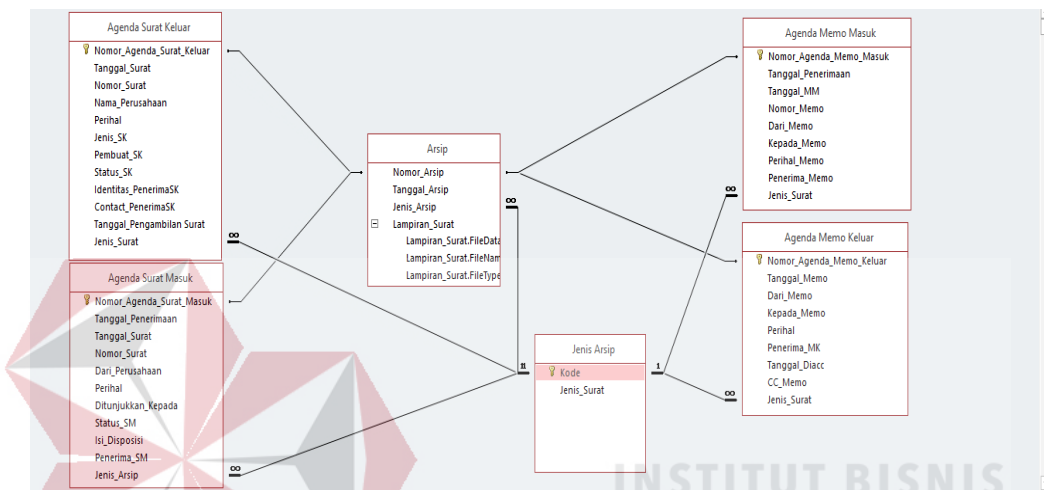 Agenda Surat Keluar
Nomor_Agenda_Surat_Keluar
Tanggal_Surat
Nomor_Surat
Nama_Perusahaan
Perihal
Jenis_SK
Pembuat_SK
Status_SK
Identitas_PenerimaSK
Contact_PenerimaSK
Tanggal_Pengambilan Surat
Jenis_Surat
∞
Agenda Surat Masuk
Nomor_Agenda_Surat_Masuk
Tanggal_Penerimaan
Tanggal_Surat
Nomor_Surat
Dari_Perusahaan
Perihal
Ditunjukkan_Kepada
Status_SM
Isi_Disposisi
Penerima_SM
Jenis_Arsip
∞
Arsip
Nomor_Arsip
Tanggal_Arsip
Jenis_Arsip
∞
Lampiran_Surat
Lampiran_Surat.FileData
Lampiran_Surat.FileNam
Lampiran_Surat.FileType
Jenis Arsip
Kode
1
Jenis_Surat
Agenda Memo Masuk
Nomor_Agenda_Memo_Masuk
Tanggal_Penerimaan
Tanggal_MM
Nomor_Memo
Dari_Memo
Kepada_Memo
Perihal_Memo
Penerima_Memo
Jenis_Surat
∞
Agenda Memo Keluar
Nomor_Agenda_Memo_Keluar
Tanggal_Memo
Dari_Memo
Kepada_Memo
Perihal
Penerima_MK
Tanggal_Diacc
CC_Memo
Jenis_Surat
∞
INSTITUT BISNIS